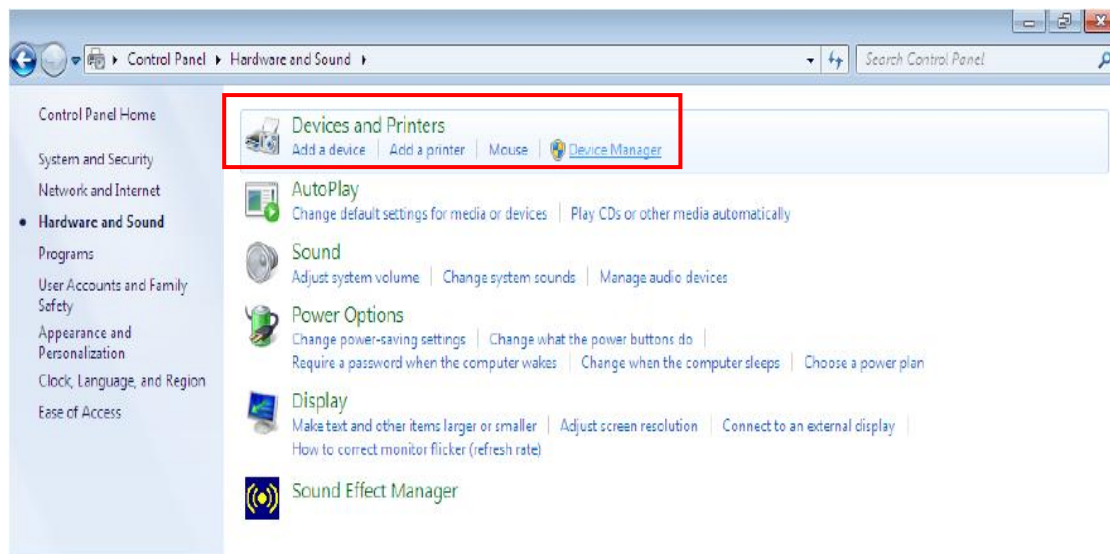 Control Panel Hardware and Sound
Search Control Panel
Control Panel Home
System and Security
Network and Internet
Hardware and Sound
Programs
User Accounts and Family
Safety
Appearance and
Personalization
Clock, Language, and Region
Ease of Access
Devices and Printers
Add a device Add a printer Mouse Device Manager
AutoPlay
Change default settings for media or devices Play CDs or other media automatically
Sound
Adjust system volume Change system sounds Manage audio devices
Power Options
Change power-saving settings Change what the power buttons do
Require a password when the computer wakes Change when the computer sleeps Choose a power plan
Display
Make text and other items larger or smaller Adjust screen resolution Connect to an external display
How to correct monitor flicker (refresh rate)
Sound Effect Manager